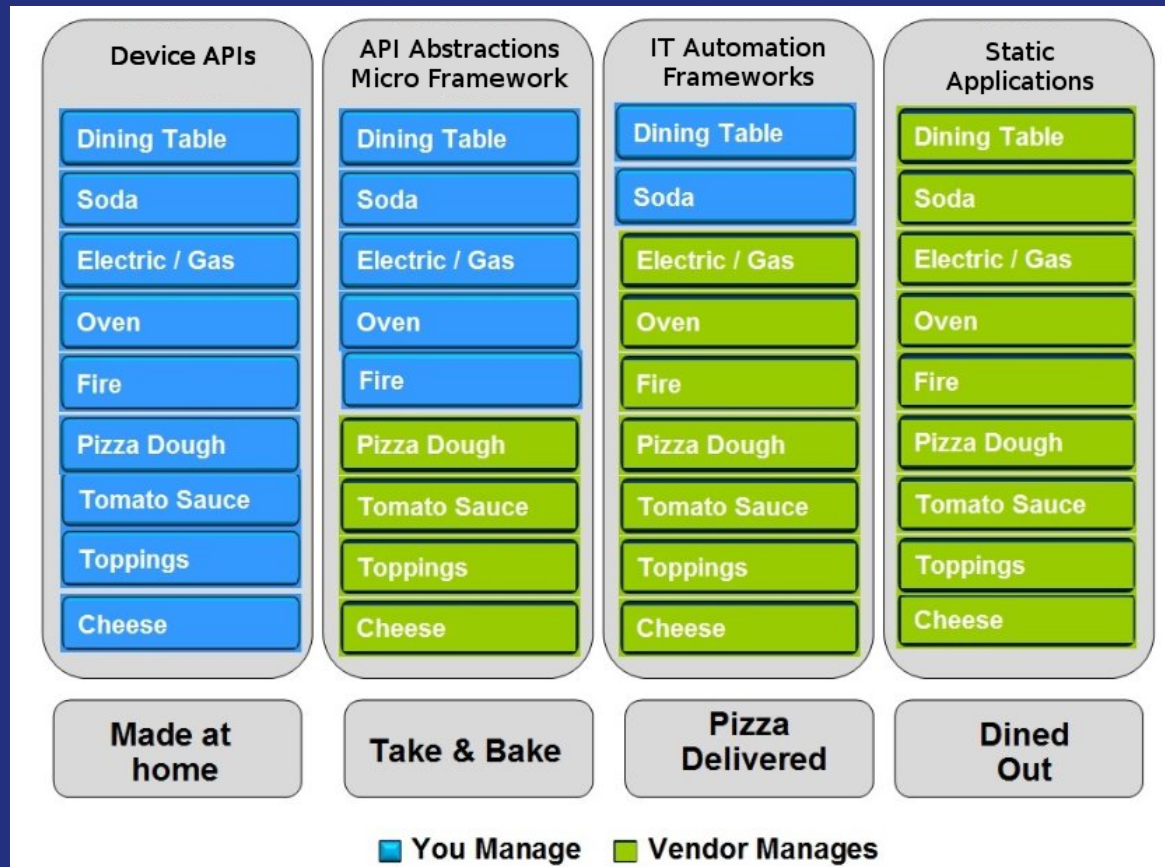 Device APIs
Dining Table
Soda
Electric / Gas
Oven
Fire
Pizza Dough
Tomato Sauce
Toppings
Cheese
Made at
home
API Abstractions
Micro Framework
Dining Table
Soda
Electric / Gas
Oven
Fire
Pizza Dough
Tomato Sauce
Toppings
Cheese
Take & Bake
IT Automation
Frameworks
Dining Table
Soda
Electric / Gas
Oven
Fire
Pizza Dough
Tomato Sauce
Toppings
Cheese
Pizza
Delivered
Static
Applications
Dining Table
Soda
Electric / Gas
Oven
Fire
Pizza Dough
Tomato Sauce
Toppings
Cheese
Dined
Out
You Manage
Vendor Manages